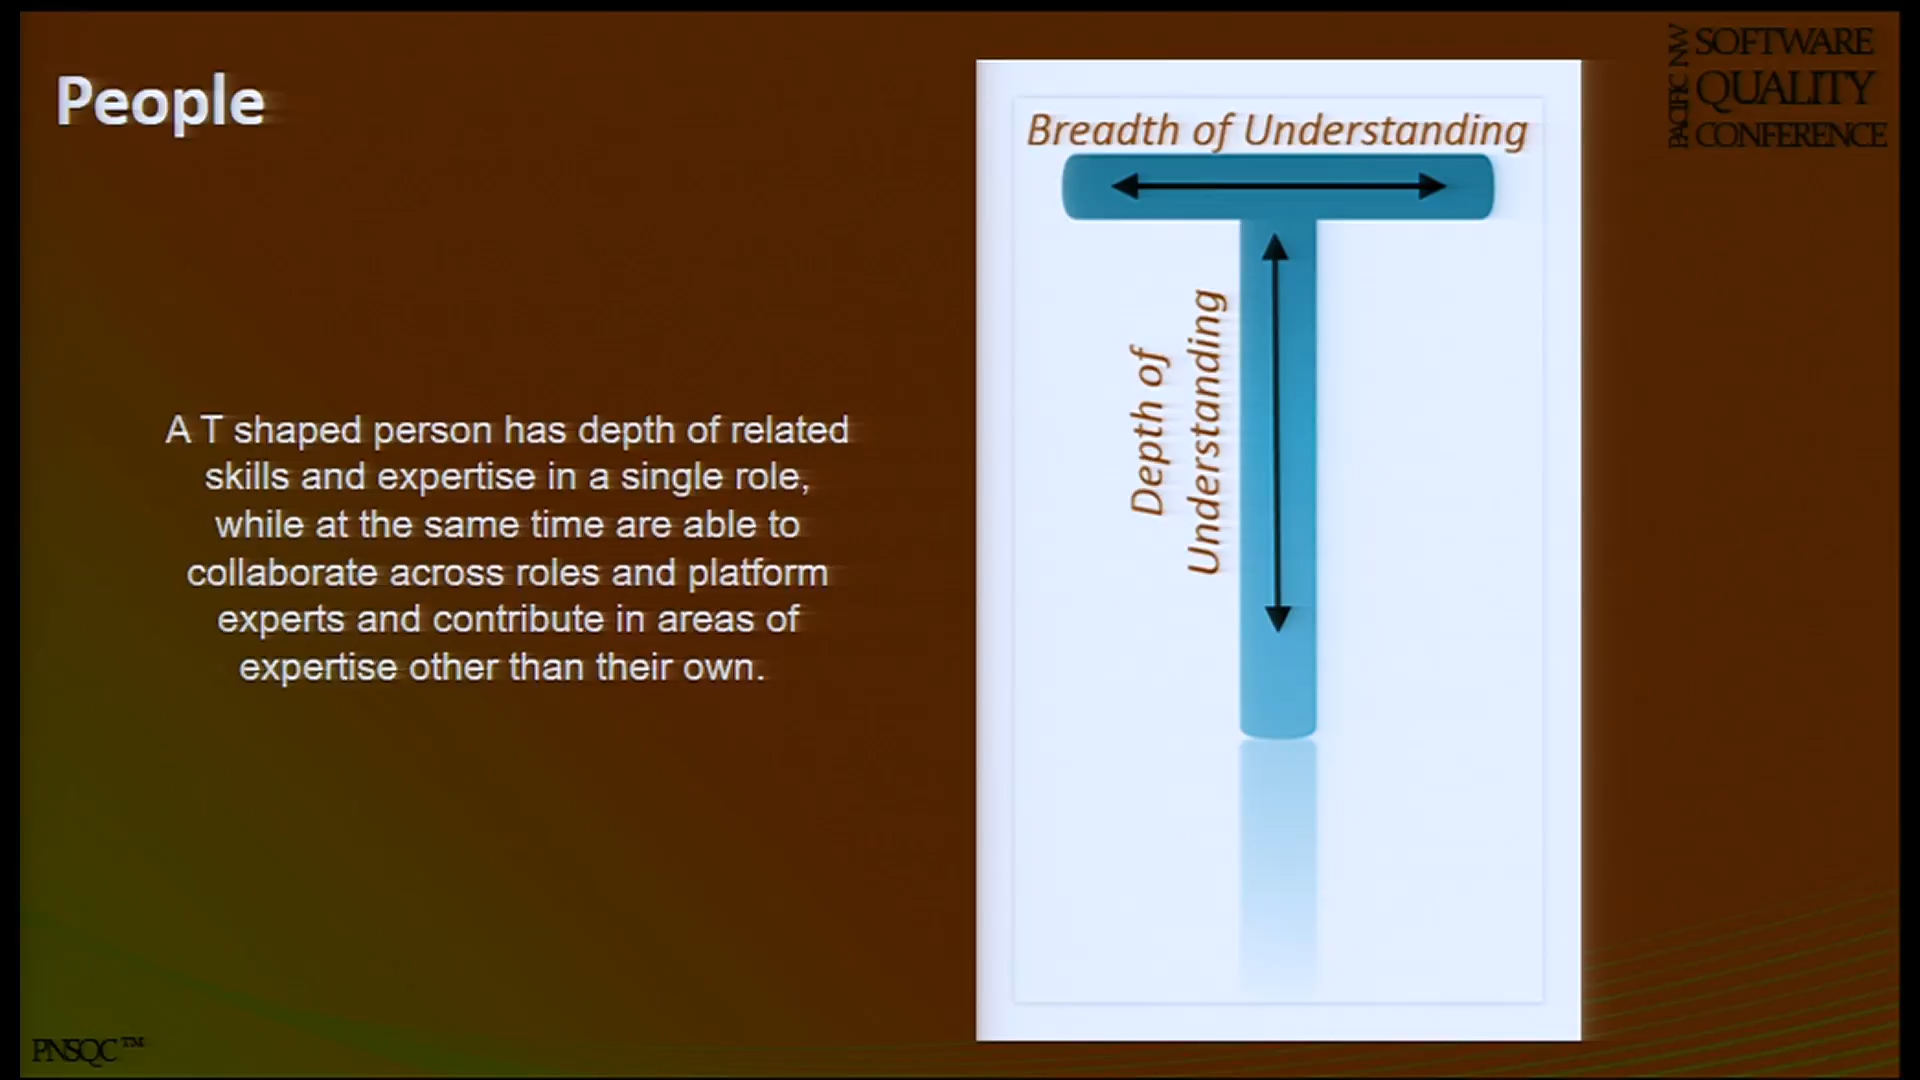 People
A T shaped person has depth of related
skills and expertise in a single role,
while at the same time are able to
collaborate across roles and platform
experts and contribute in areas of
expertise other than their own.
Breadth of Understanding
Depth of
Understanding
PACIFIC NW
SOFTWARE
QUALITY
CONFERENCE
PNSQC™